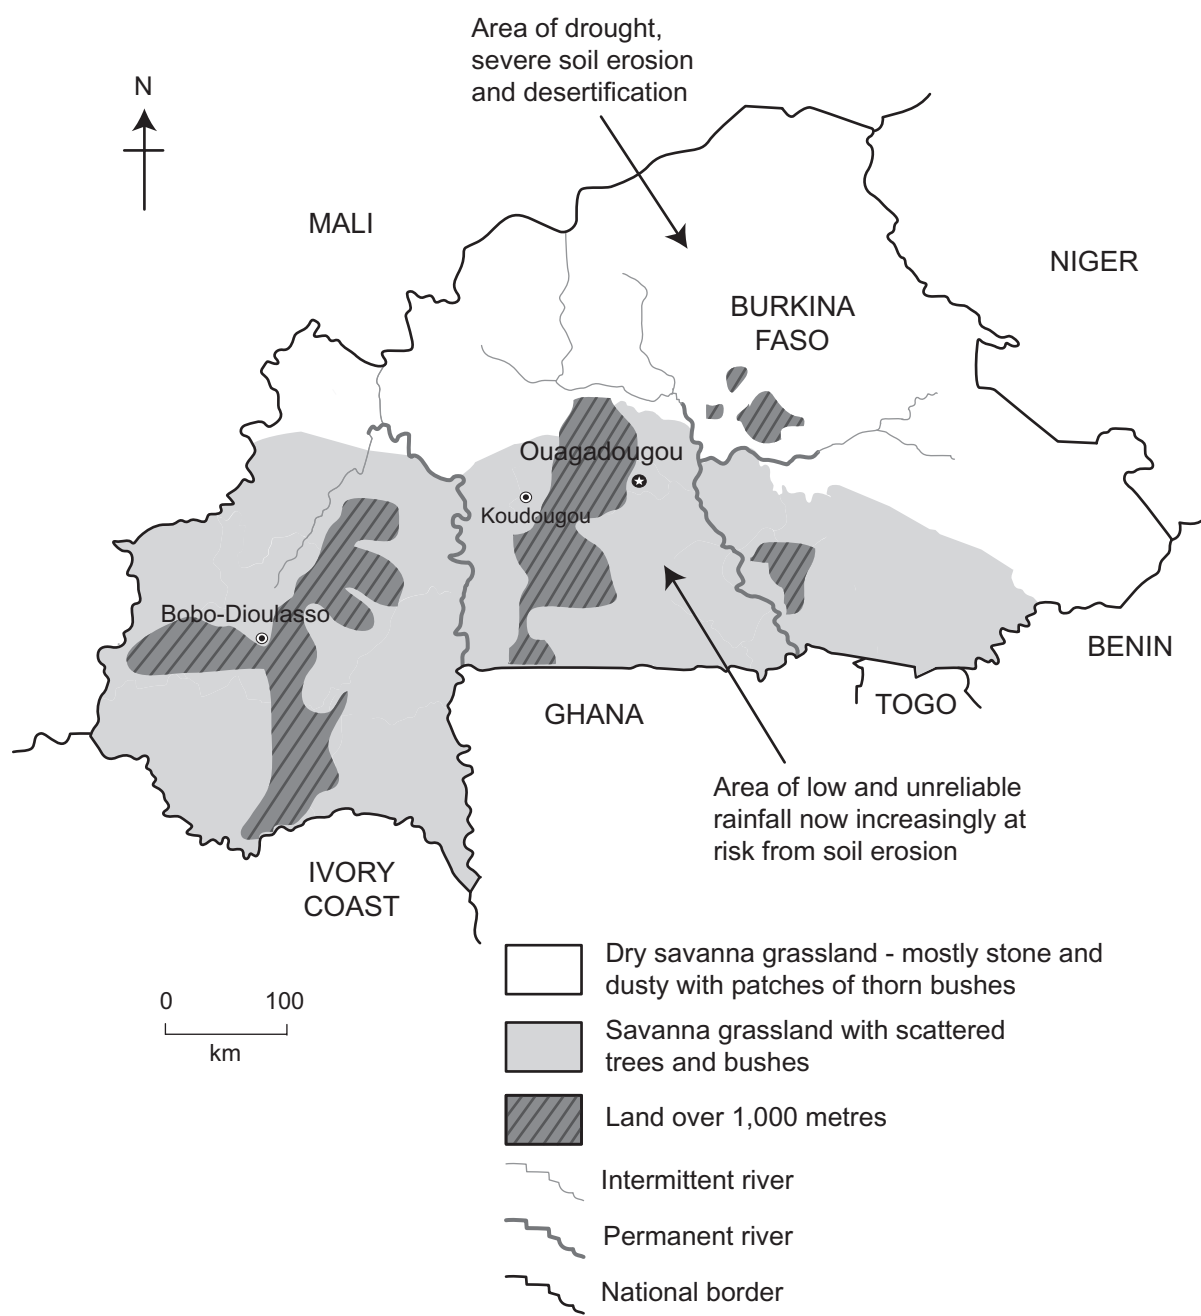 Area of drought,
severe soil erosion
and desertification
N
MALI
NIGER
BURKINA
FASO
Ouagadougou
Koudougou
Bobo-Dioulasso
BENIN
TOGO
GHANA
Area of low and unreliable
rainfall now increasingly at
risk from soil erosion
IVORY
COAST
0 100
km
Dry savanna grassland - mostly stone and
dusty with patches of thorn bushes
Savanna grassland with scattered
trees and bushes
Land over 1,000 metres
Intermittent river
Permanent river
National border